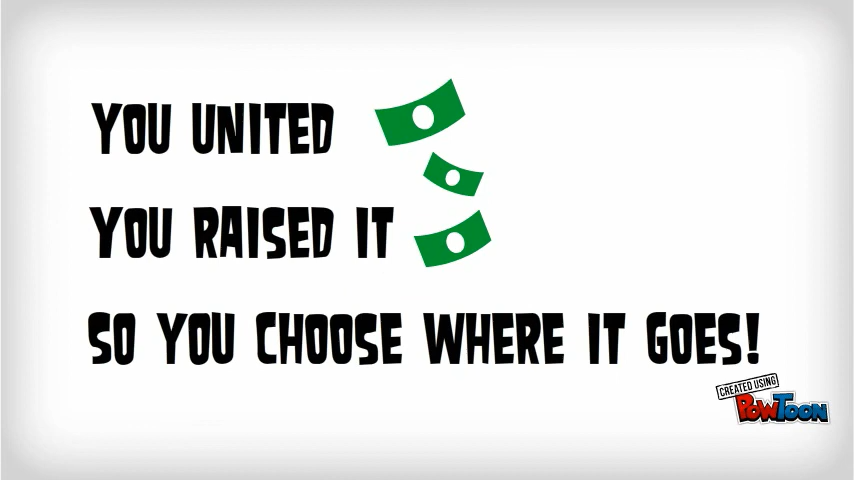 YOU UNITED
YOU RAISED IT
SO YOU CHOOSE WHERE IT GOES!
CREATED USING
POWTOON